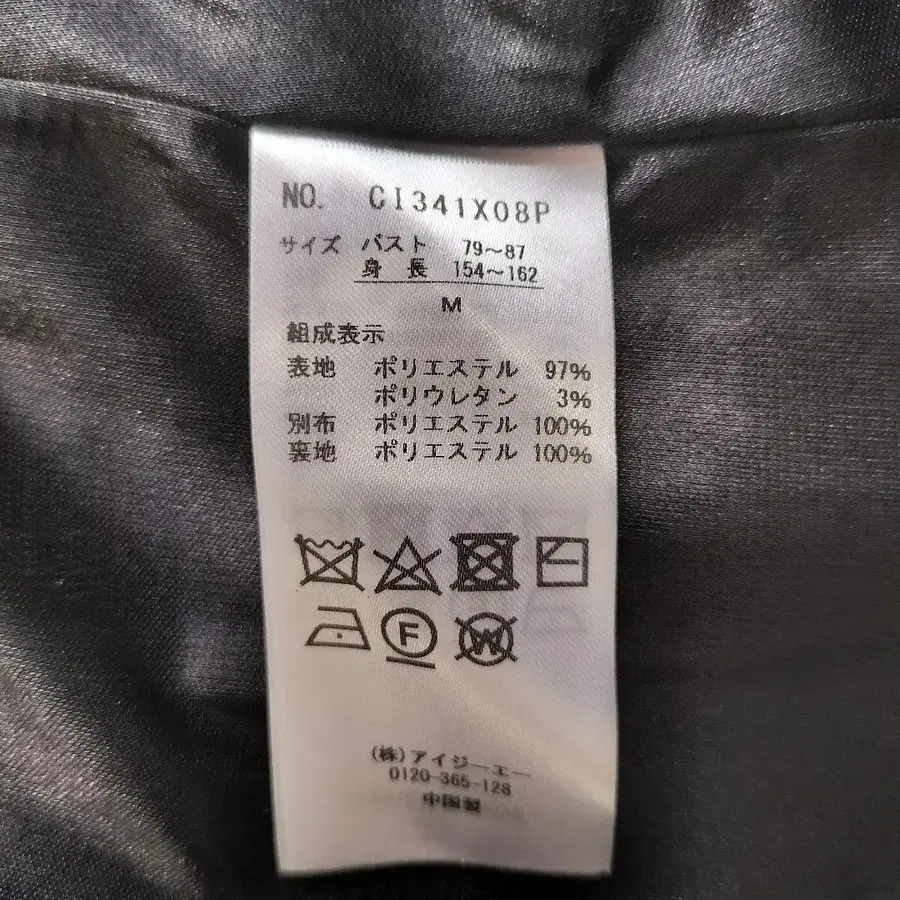 NO. CI341X08P
サイズ バスト 79～87
身長 154～162
M
組成表示
表地 ポリエステル 97%
ポリウレタン 3%
別布 ポリエステル 100%
裏地 ポリエステル 100%
F W
(株)アイジーエー
0120-365-128
中国製